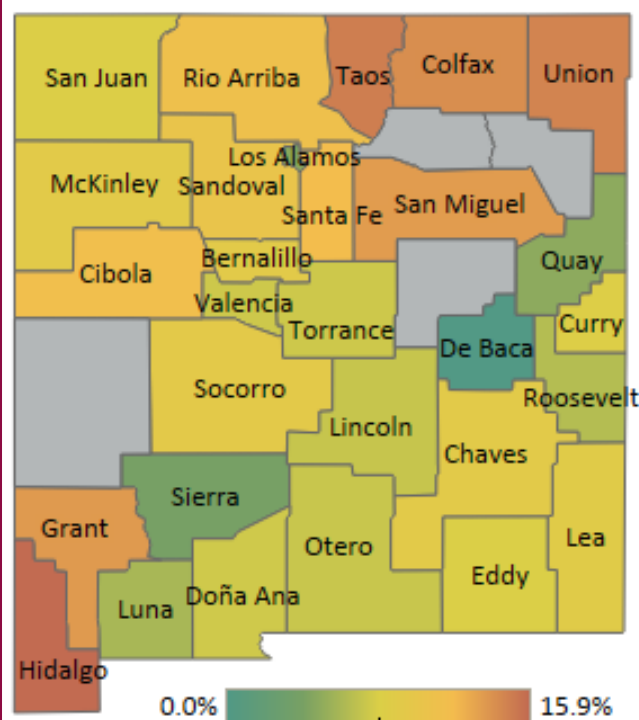 San Juan
Rio Arriba
Taos
Colfax
Union
Los Alamos
McKinley
Sandoval
Santa Fe
San Miguel
Bernalillo
Quay
Cibola
Valencia
Torrance
Curry
De Baca
Socorro
Roosevelt
Lincoln
Chaves
Sierra
Grant
Otero
Lea
Eddy
Luna
Doña Ana
Hidalgo
0.0% 15.9%